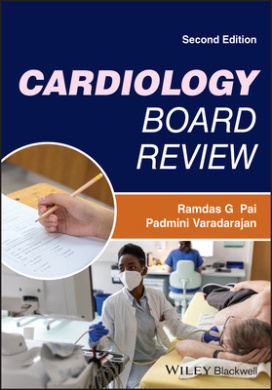 Second Edition
CARDIOLOGY
BOARD
REVIEW
Ramdas G Pai
Padmini Varadarajan
WILEY Blackwell